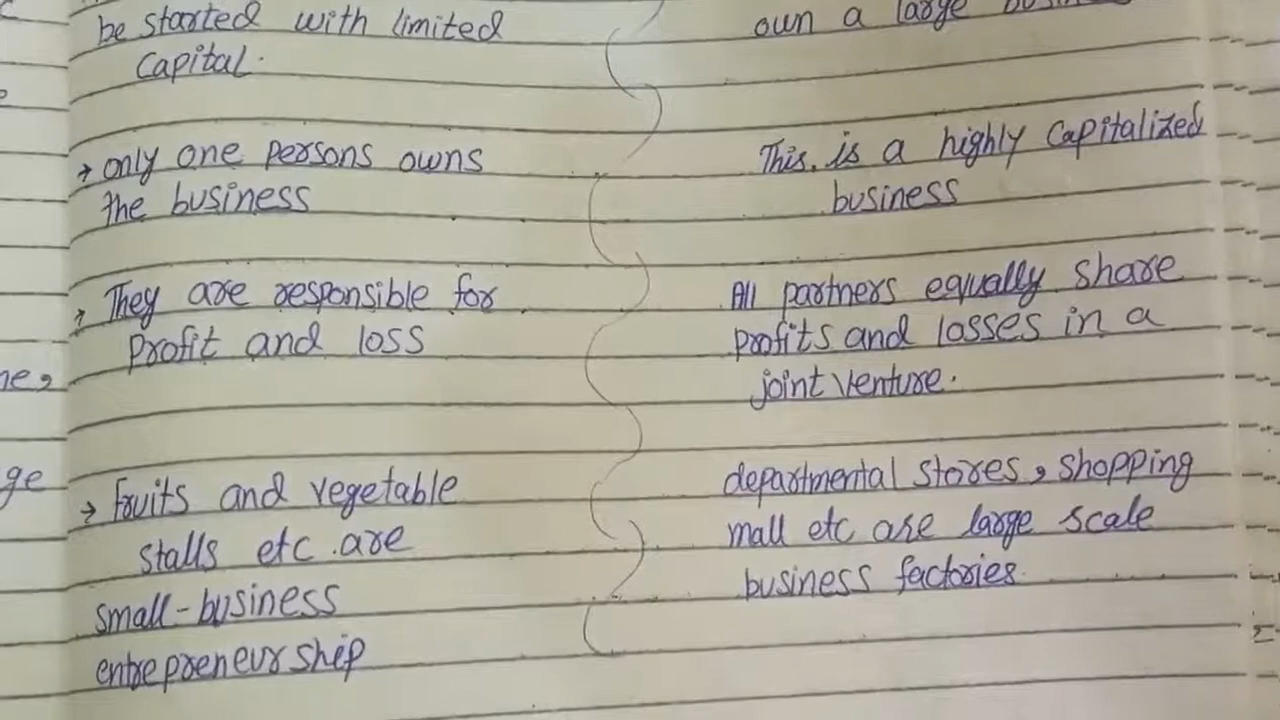 be started with limited
capital.
→ only one persons owns
the business
→ They are responsible for
Profit and loss
→ fruits and vegetable
stalls etc. are
small-business
entrepreneurship
own a large
This. is a highly capitalized
business
All partners equally share
profits and losses in a
joint venture.
departmental stores, shopping
mall etc are large scale
business factories.